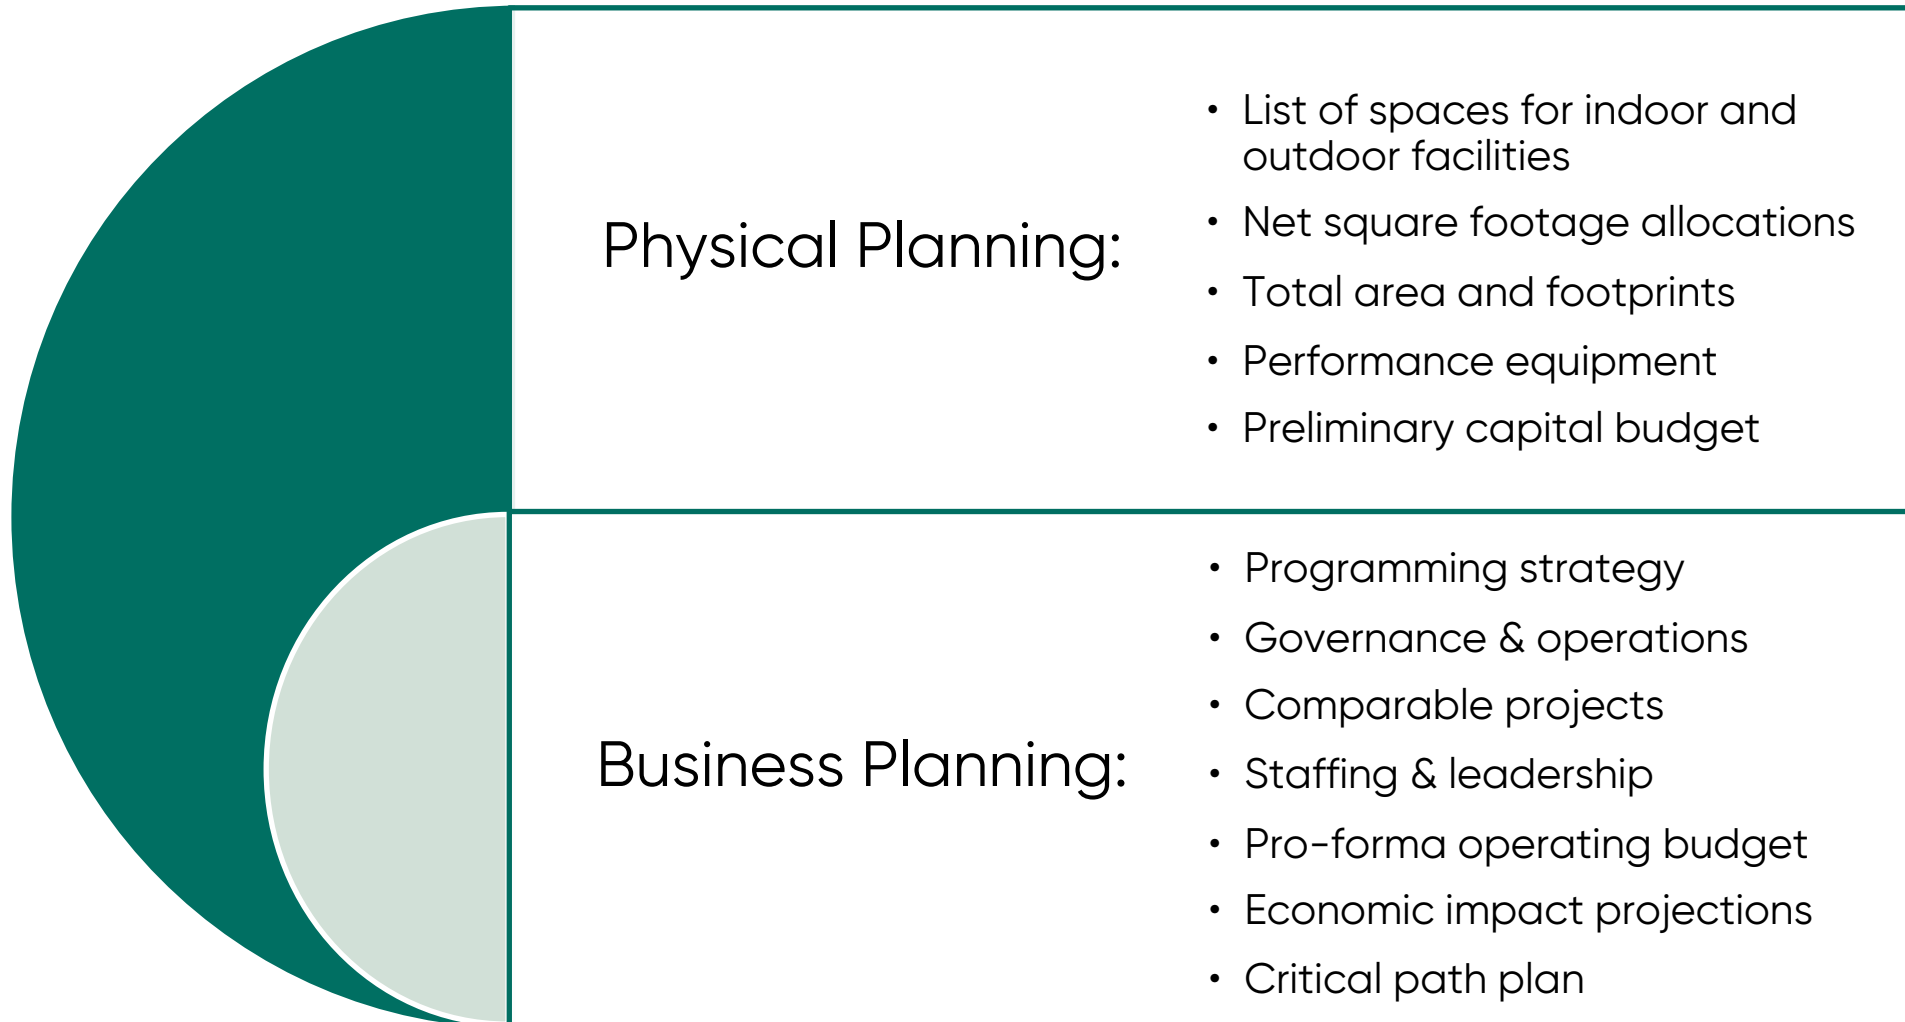 Physical Planning:
• List of spaces for indoor and
outdoor facilities
• Net square footage allocations
• Total area and footprints
• Performance equipment
• Preliminary capital budget
Business Planning:
• Programming strategy
• Governance & operations
• Comparable projects
• Staffing & leadership
• Pro-forma operating budget
• Economic impact projections
• Critical path plan